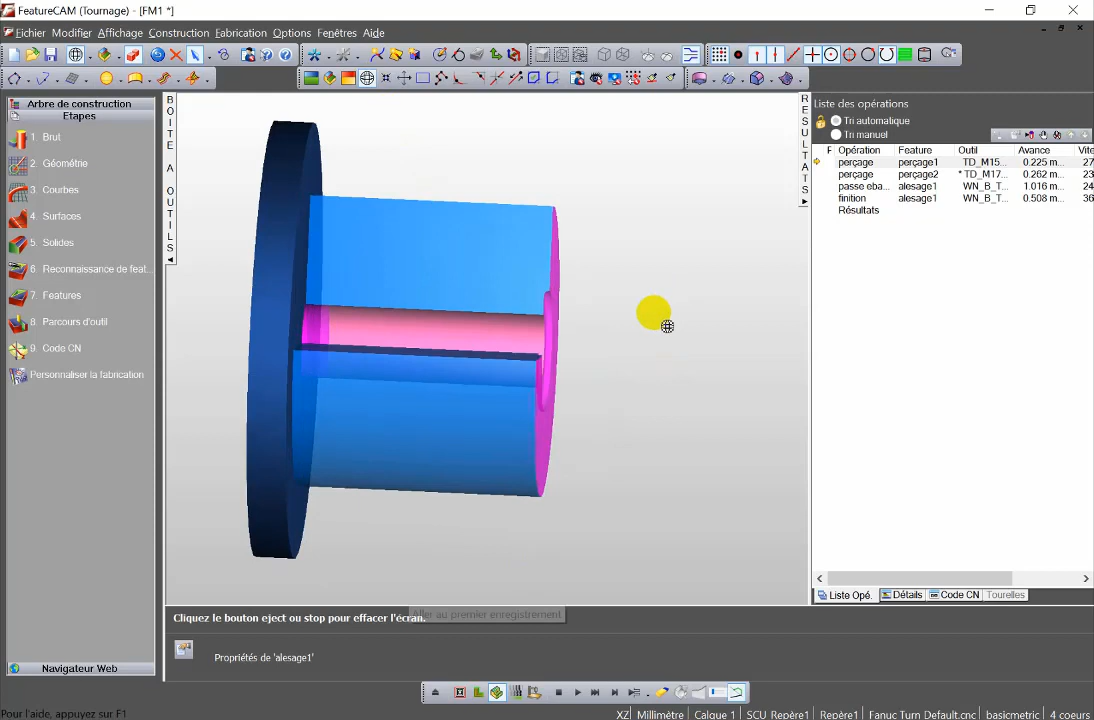 FeatureCAM (Tournage) - [FM1 *]
Fichier Modifier Affichage Construction Fabrication Options Fenêtres Aide
Arbre de construction
Etapes
1. Brut
2. Géométrie
3. Courbes
4. Surfaces
5. Solides
6. Reconnaissance de feat...
7. Features
8. Parcours d'outil
9. Code CN
Personnaliser la fabrication
Navigateur Web
BOITE A OUTILS
RESULTATS
Liste des opérations
Tri automatique
Tri manuel
F Opération Feature Outil Avance Vite
perçage perçage1 TD_M15... 0.225 m... 27
perçage perçage2 * TD_M17... 0.262 m... 23
passe eba... alesage1 WN_B_T... 1.016 m... 24
finition alesage1 WN_B_T... 0.508 m... 36
Résultats
Liste Opé. Détails Code CN Tourelles
Cliquez le bouton eject ou stop pour effacer l'écran.
Aller au premier enregistrement
Propriétés de 'alesage1'
Pour l'aide, appuyez sur F1
XZ Millimètre Calque 1 SCU Repère1 Repère1 Fanuc Turn Default.cnc basicmetric 4 coeurs